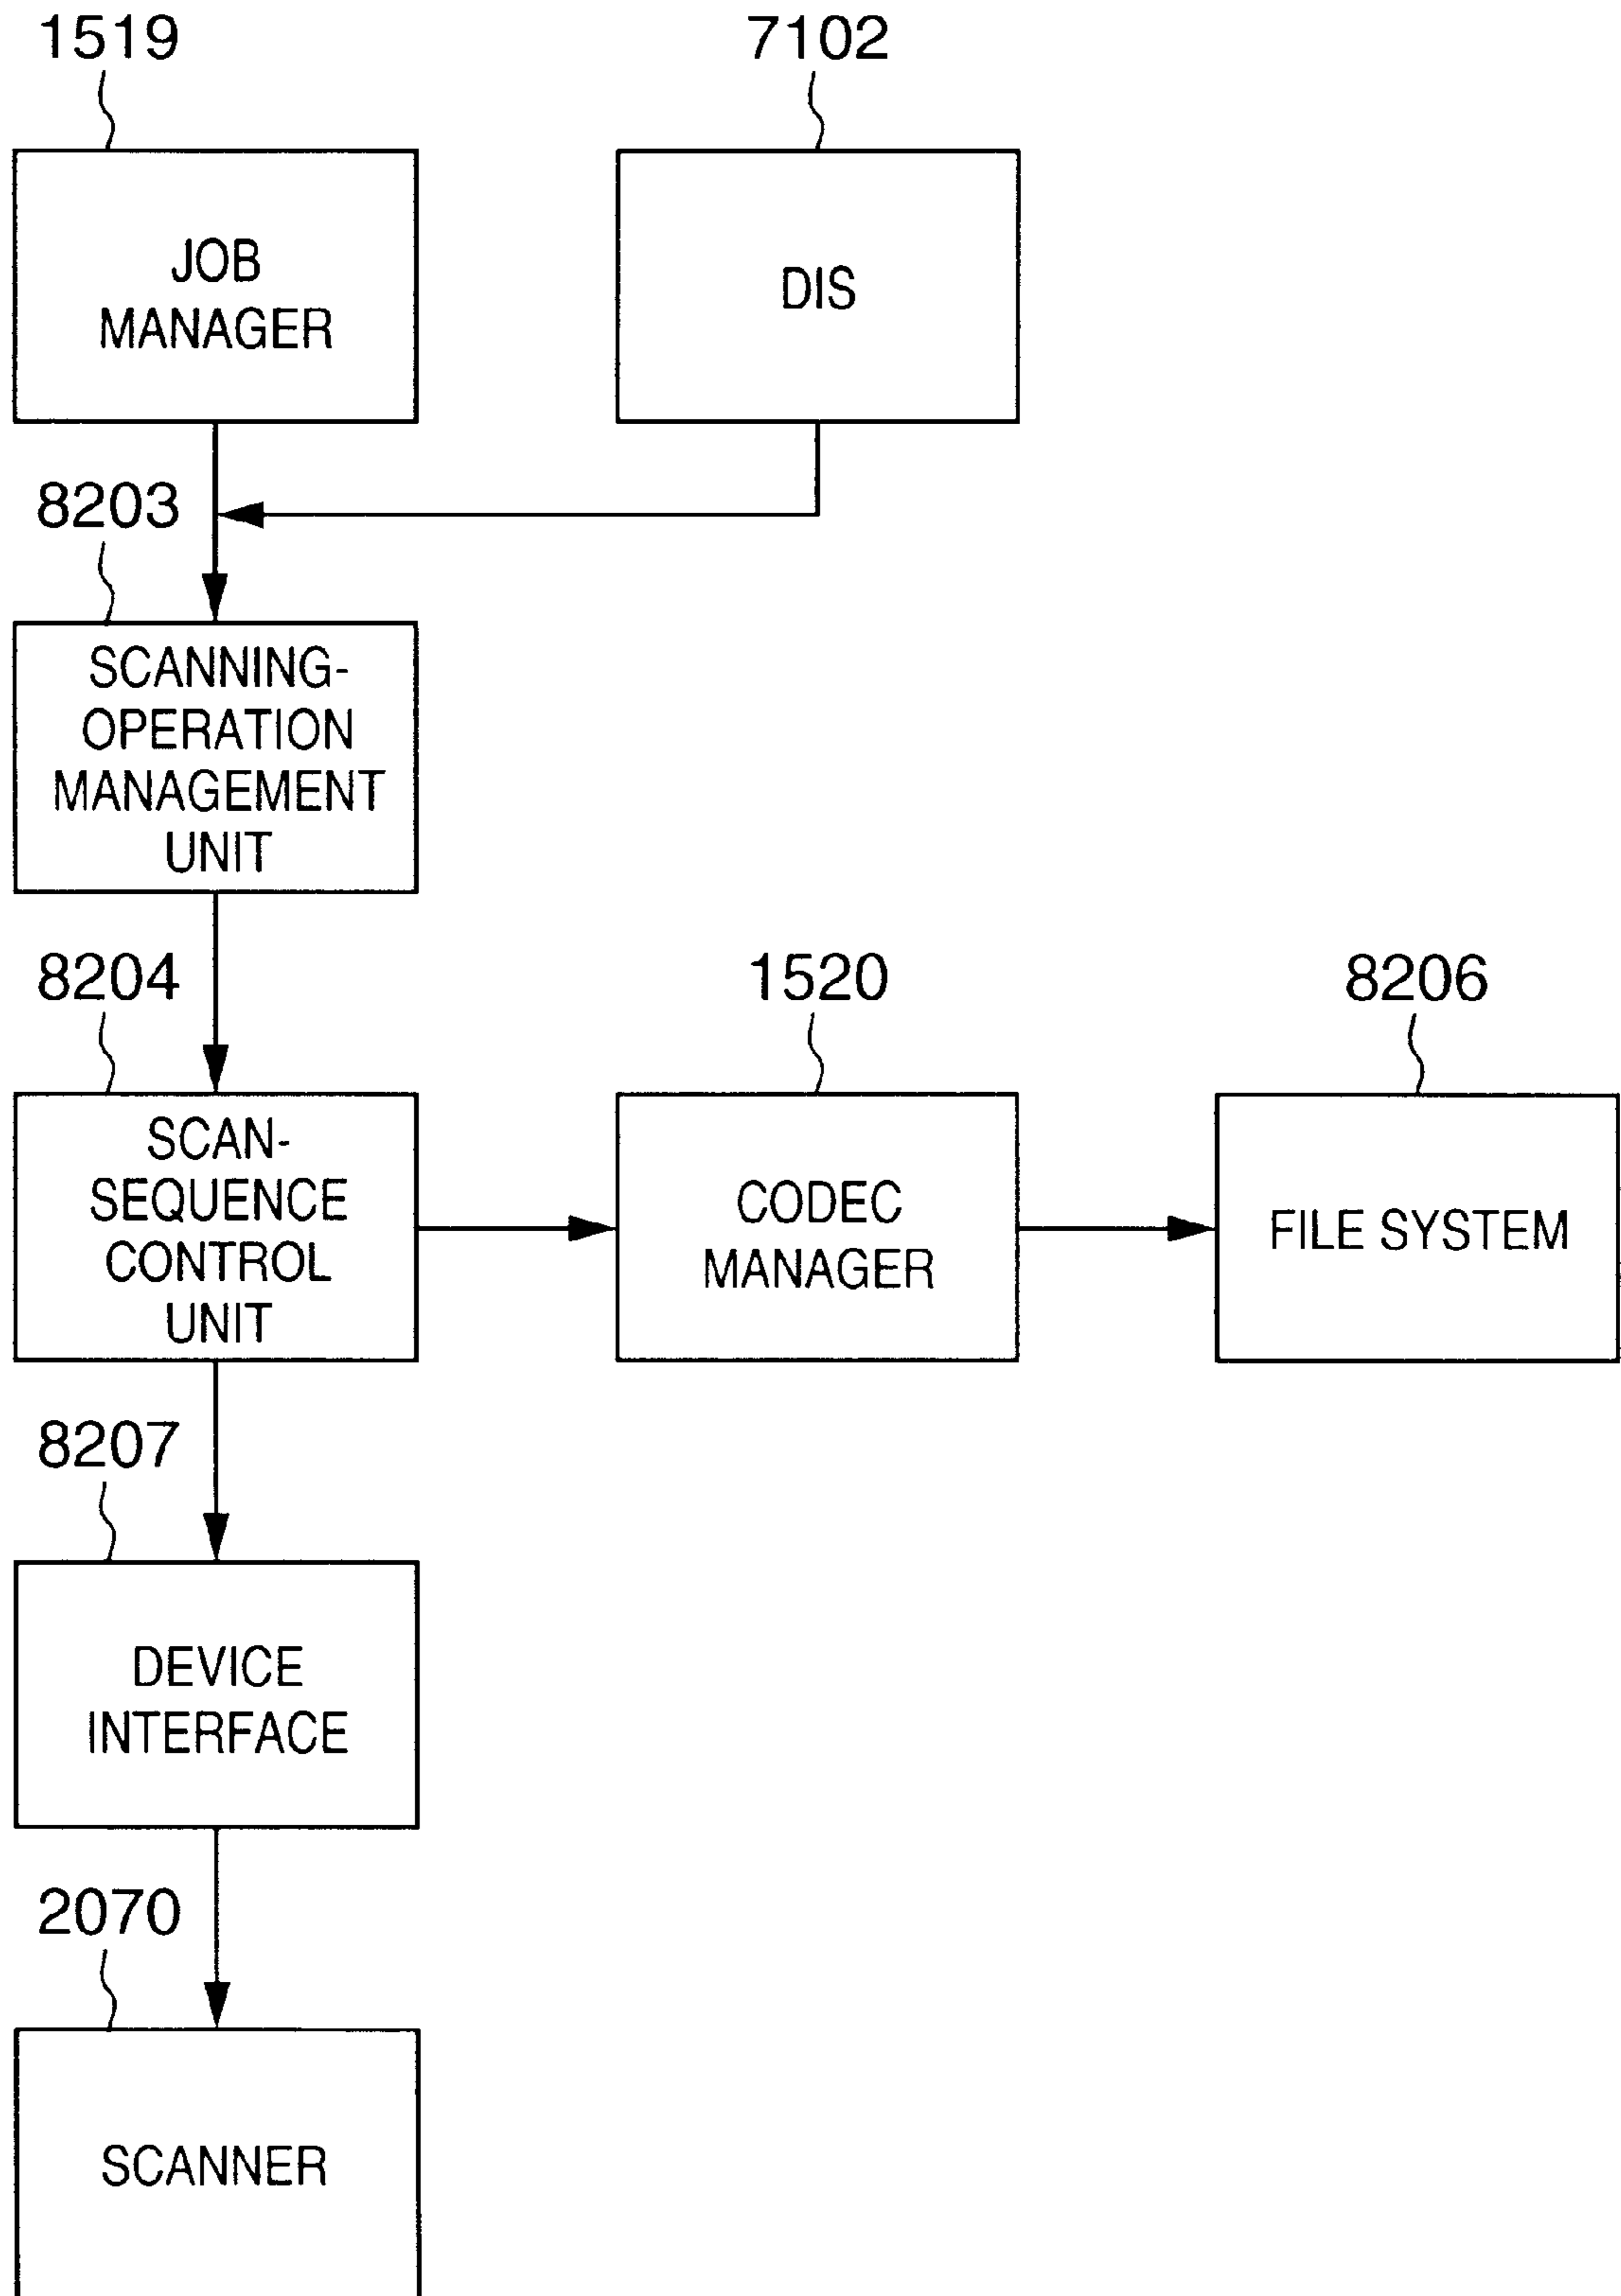 1519
7102
JOB
MANAGER
DIS
8203
SCANNING-
OPERATION
MANAGEMENT
UNIT
8204
1520
8206
SCAN-
SEQUENCE
CONTROL
UNIT
CODEC
MANAGER
FILE SYSTEM
8207
DEVICE
INTERFACE
2070
SCANNER